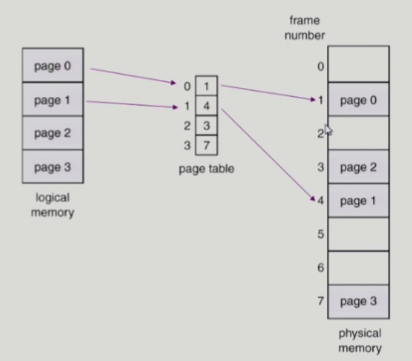 page 0
page 1
page 2
page 3
logical
memory
0 1
1 4
2 3
3 7
page table
frame
number
0
1 page 0
2
3 page 2
4 page 1
5
6
7 page 3
physical
memory